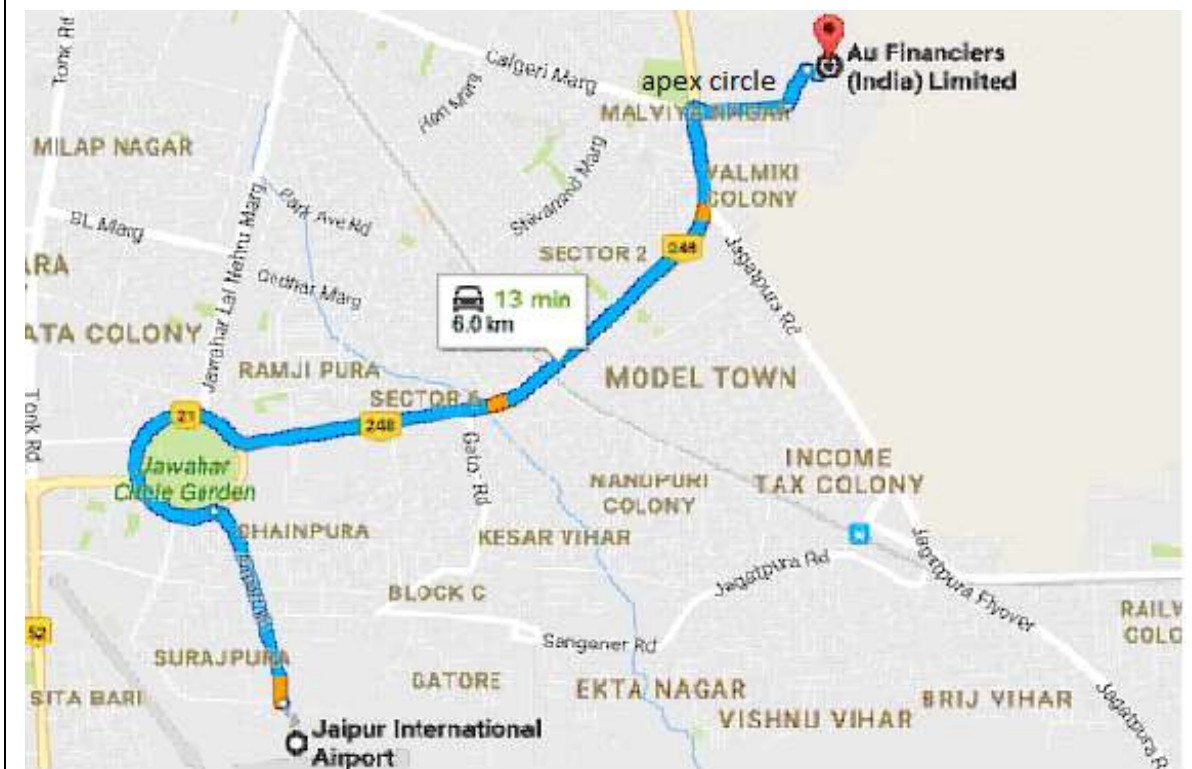 Tonk Rd
Calgeri Marg
Hari Marg
apex circle
Au Financiers
(India) Limited
MALVIYA NAGAR
MILAP NAGAR
VALMIKI
COLONY
Park Ave Rd
Shivanand Marg
BL Marg
SECTOR 2
248
Jagatpura Rd
ARA
Girdhar Marg
Jawahar Lal Nehru Marg
13 min
6.0 km
ATA COLONY
RAMJI PURA
MODEL TOWN
SECTOR 6
Tonk Rd
21
248
Jawahar
Circle Garden
INCOME
TAX COLONY
NANDPURI
COLONY
CHAINPURA
KESAR VIHAR
Jagatpura Rd
Jagatpura Flyover
BLOCK C
RAILW
COLO
52
Sanganer Rd
SURAJPURA
GATORE
EKTA NAGAR
BRIJ VIHAR
SITA BARI
VISHNU VIHAR
Jaipur International
Airport
Jagatpura R